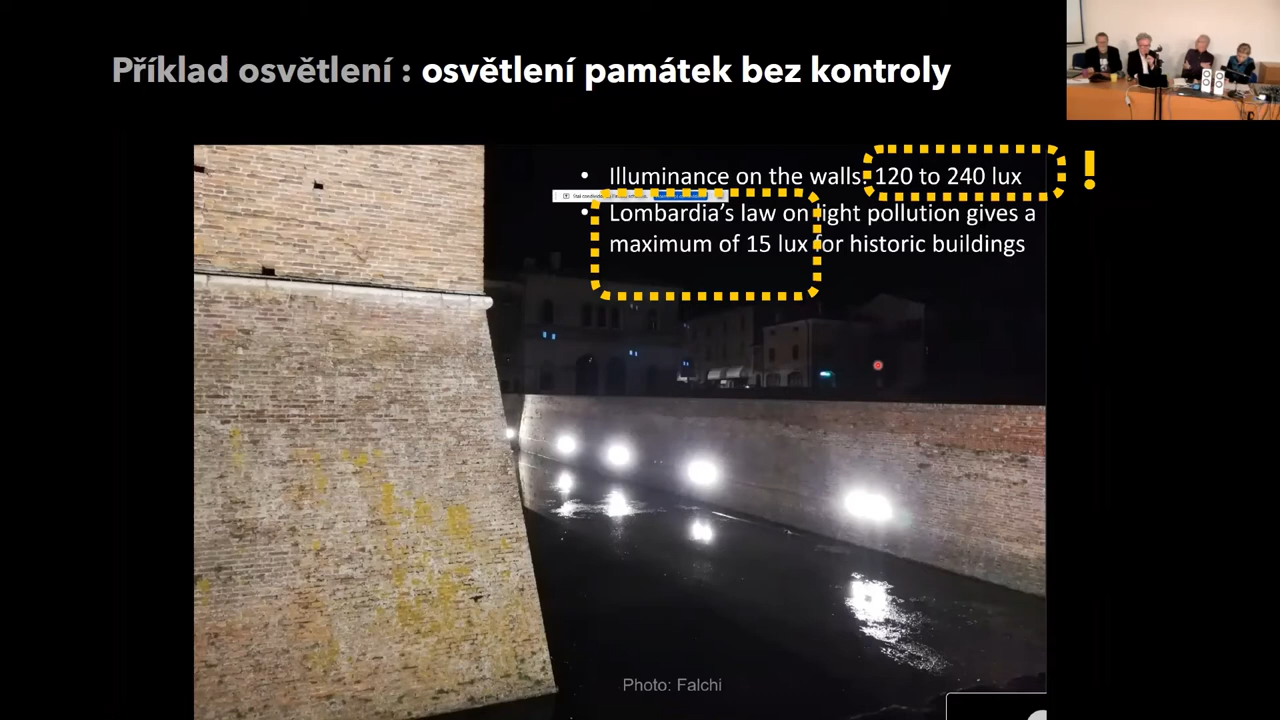 Příklad osvětlení : osvětlení památek bez kontroly
• Illuminance on the walls: 120 to 240 lux
!
• Lombardia's law on light pollution gives a
maximum of 15 lux for historic buildings
Photo: Falchi